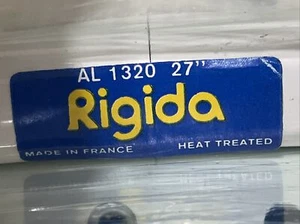 AL 1320 27''
Rigida
MADE IN FRANCE HEAT TREATED